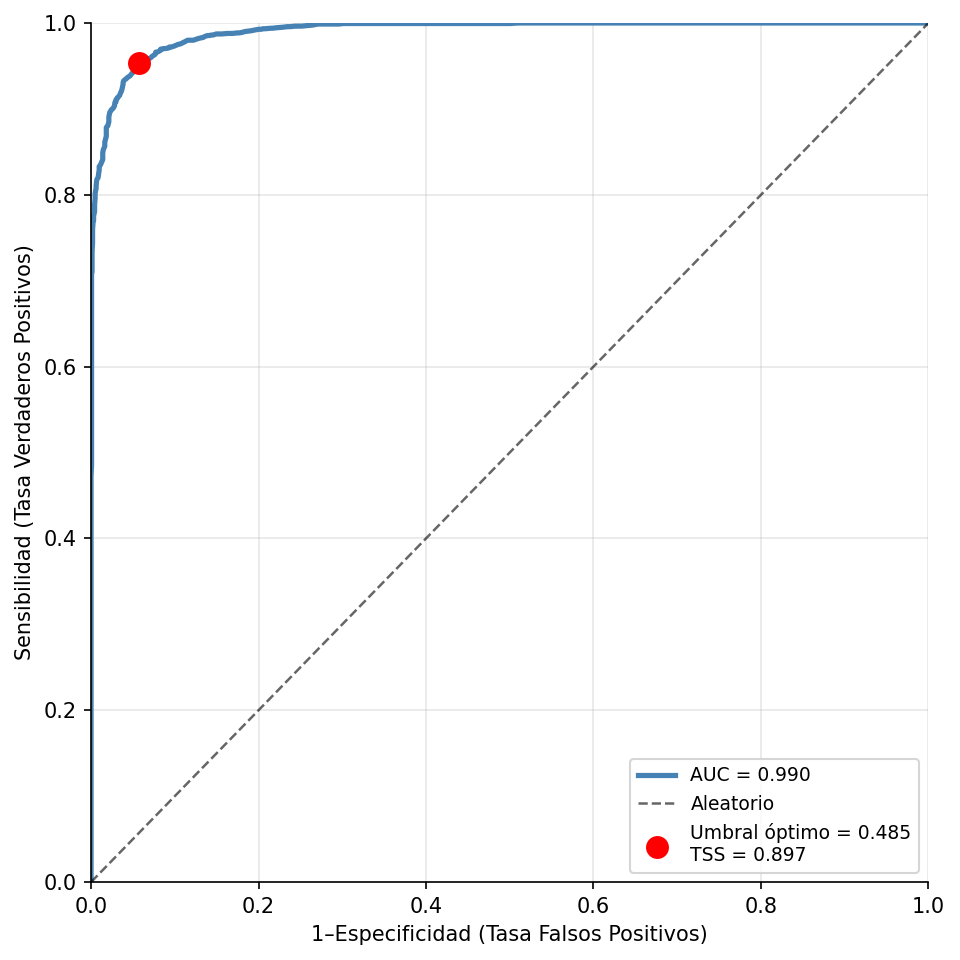 1.0
0.8
0.6
0.4
0.2
0.0
Sensibilidad (Tasa Verdaderos Positivos)
AUC = 0.990
Aleatorio
Umbral óptimo = 0.485
TSS = 0.897
0.0 0.2 0.4 0.6 0.8 1.0
1–Especificidad (Tasa Falsos Positivos)